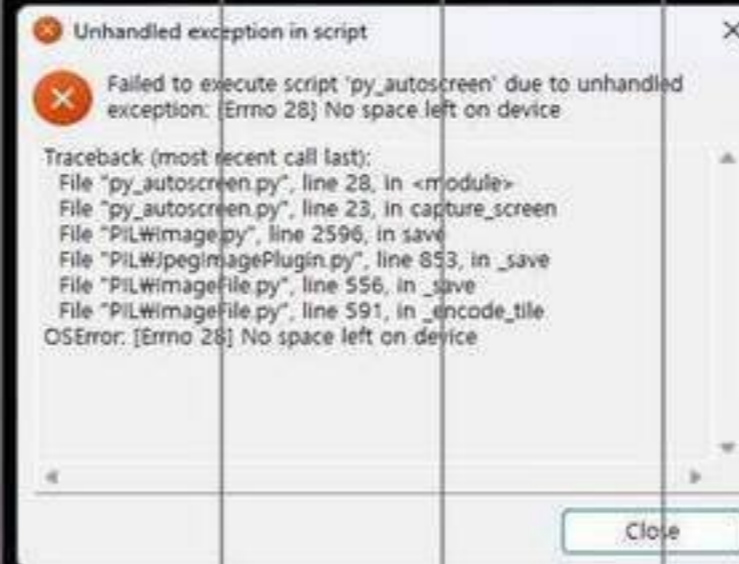 Unhandled exception in script
Failed to execute script 'py_autoscreen' due to unhandled
exception: [Errno 28] No space left on device
Traceback (most recent call last):
File "py_autoscreen.py", line 28, in <module>
File "py_autoscreen.py", line 23, in capture_screen
File "PIL₩Image.py", line 2596, in save
File "PIL₩JpegImagePlugin.py", line 853, in _save
File "PIL₩ImageFile.py", line 556, in _save
File "PIL₩ImageFile.py", line 591, in _encode_tile
OSError: [Errno 28] No space left on device
Close